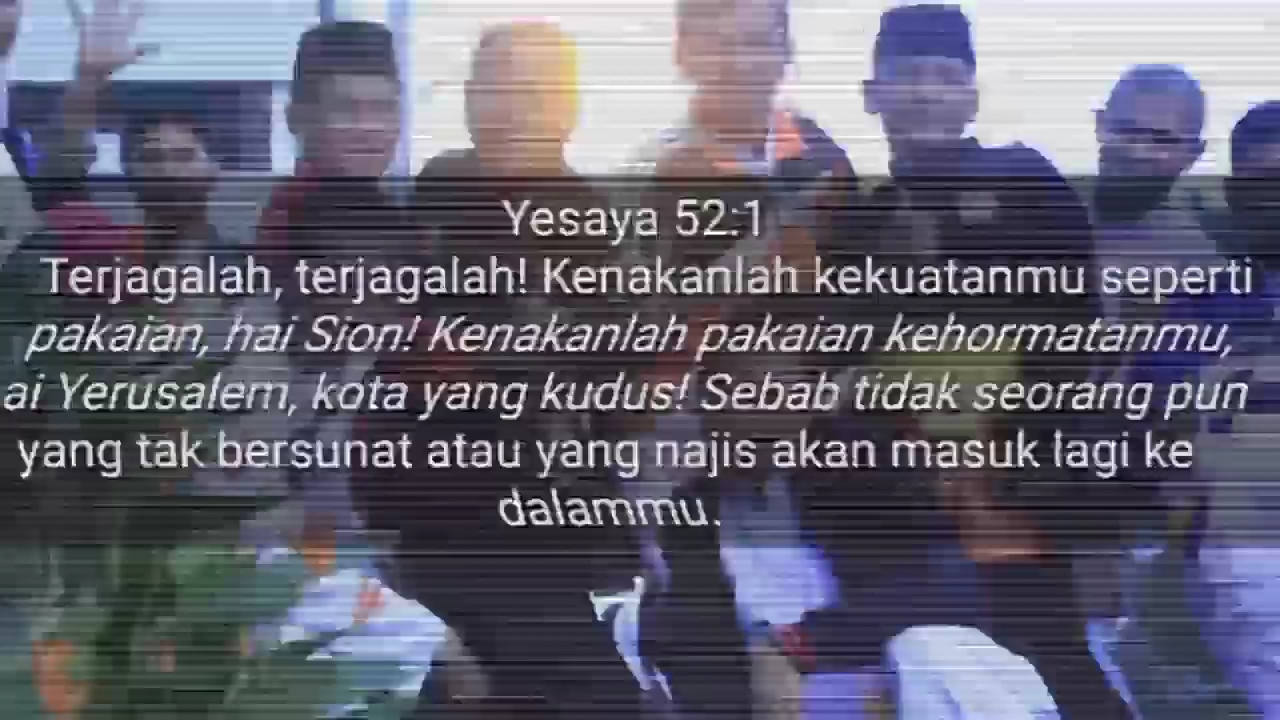 Yesaya 52:1
Terjagalah, terjagalah! Kenakanlah kekuatanmu seperti
pakaian, hai Sion! Kenakanlah pakaian kehormatanmu,
ai Yerusalem, kota yang kudus! Sebab tidak seorang pun
yang tak bersunat atau yang najis akan masuk lagi ke
dalammu.